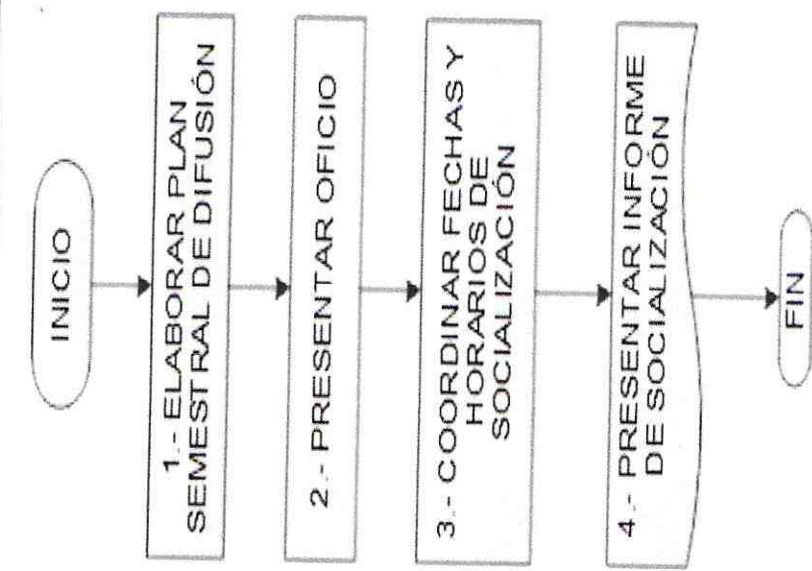 INICIO
1.- ELABORAR PLAN
SEMESTRAL DE DIFUSIÓN
2.- PRESENTAR OFICIO
3.- COORDINAR FECHAS Y
HORARIOS DE
SOCIALIZACIÓN
4.- PRESENTAR INFORME
DE SOCIALIZACIÓN
FIN